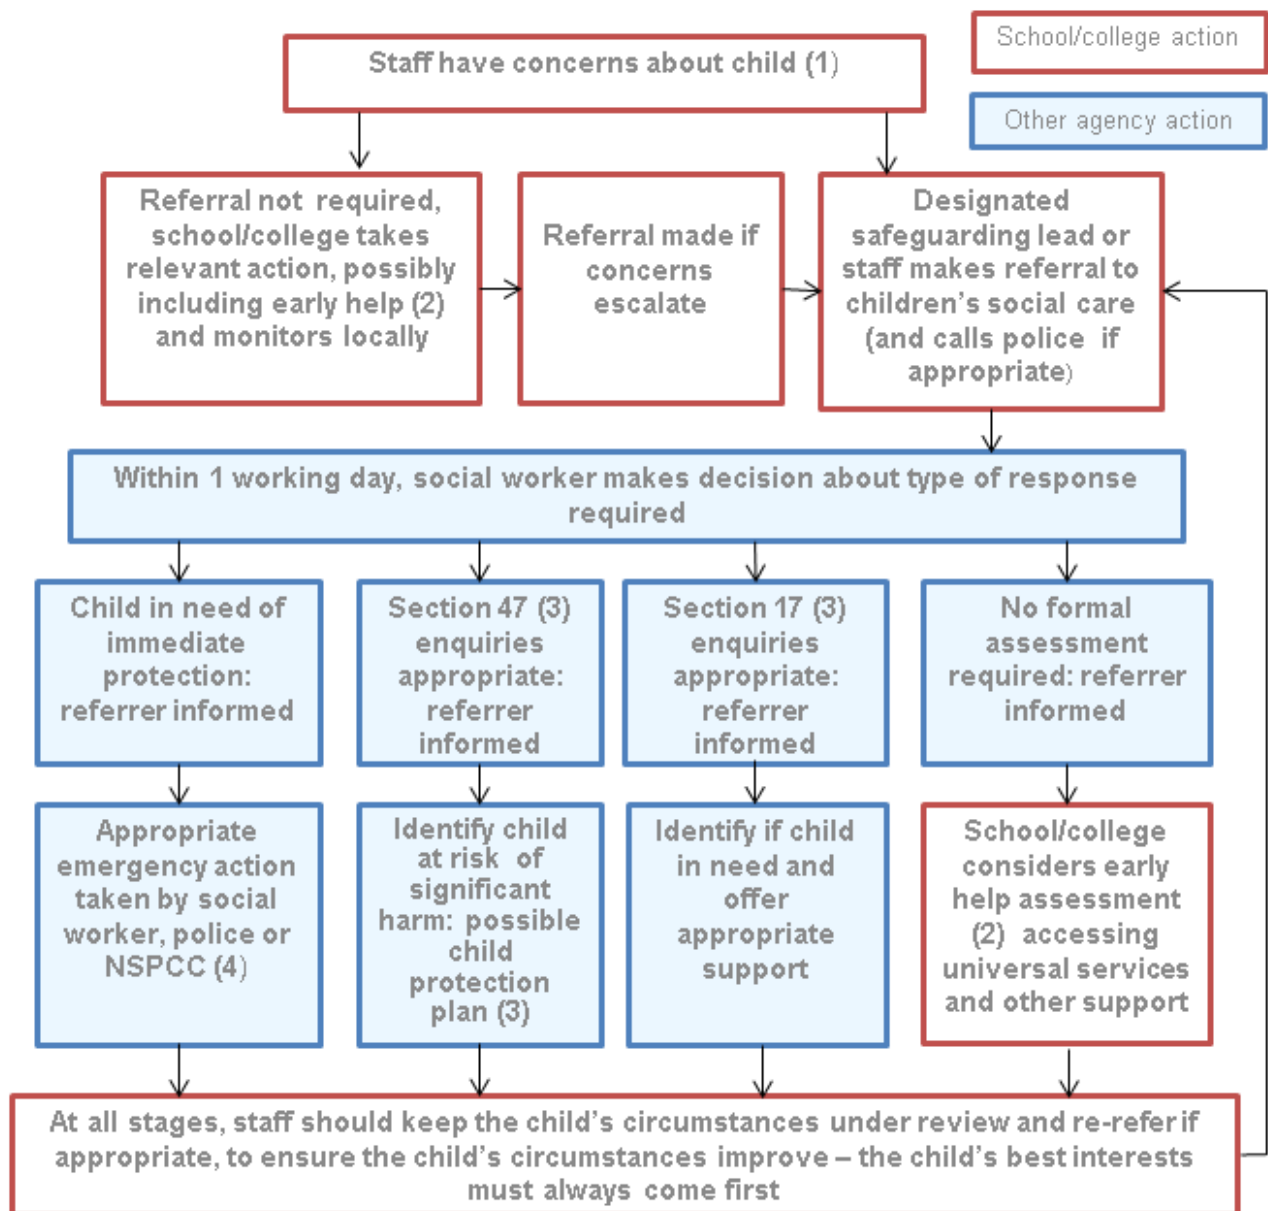 School/college action
Staff have concerns about child (1)
Other agency action
Referral not required,
school/college takes
relevant action, possibly
including early help (2)
and monitors locally
Referral made if
concerns
escalate
Designated
safeguarding lead or
staff makes referral to
children's social care
(and calls police if
appropriate)
Within 1 working day, social worker makes decision about type of response
required
Child in need of
immediate
protection:
referrer informed
Section 47 (3)
enquiries
appropriate:
referrer
informed
Section 17 (3)
enquiries
appropriate:
referrer
informed
No formal
assessment
required: referrer
informed
Appropriate
emergency action
taken by social
worker, police or
NSPCC (4)
Identify child
at risk of
significant
harm: possible
child
protection
plan (3)
Identify if child
in need and
offer
appropriate
support
School/college
considers early
help assessment
(2) accessing
universal services
and other support
At all stages, staff should keep the child's circumstances under review and re-refer if
appropriate, to ensure the child's circumstances improve – the child's best interests
must always come first